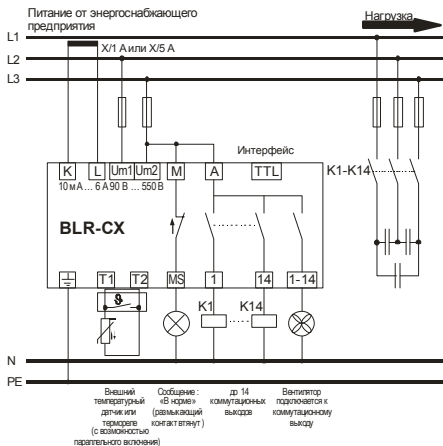 Питание от энергоснабжающего
предприятия
Нагрузка
L1
X/1 А или X/5 А
L2
L3
Интерфейс
K L Um1 Um2 M A TTL
10 мА ... 6 А 90 В ... 550 В
K1-K14
BLR-CX
T1 T2 MS 1 14 1-14
ϑ
K1 K14
N
PE
Внешний
температурный
датчик или
термореле
(с возможностью
параллельного включения)
Сообщение :
«В норме»
(размыкающий
контакт втянут )
до 14
коммутационных
выходов
Вентилятор
подключается к
коммутационному
выходу